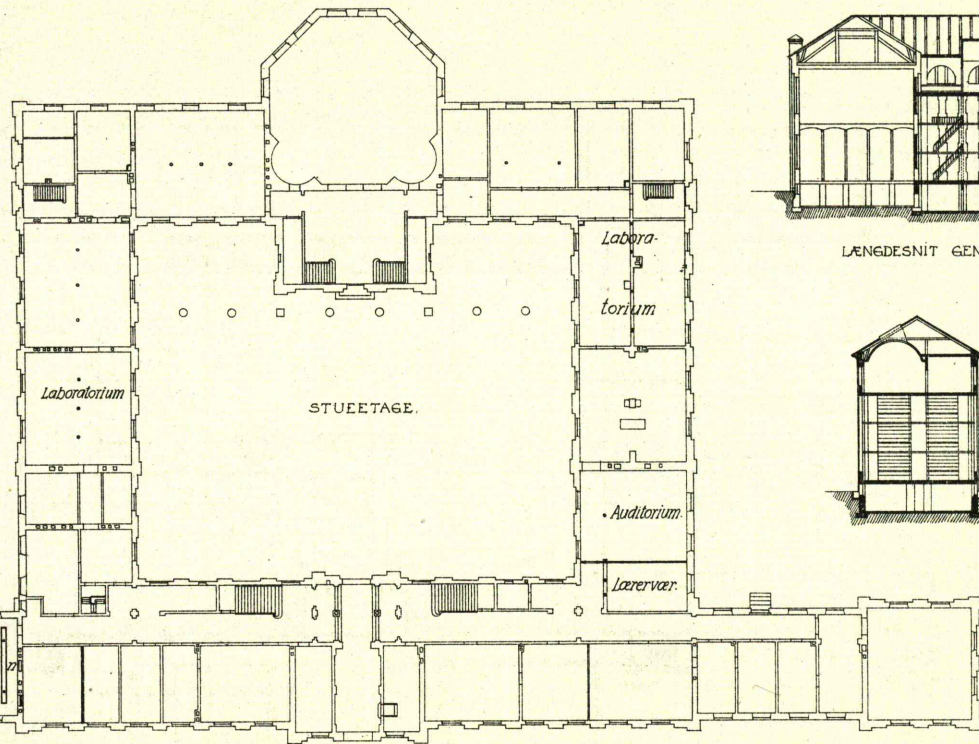 LÆNGDESNIT GEN
Labora-
torium
Laboratorium
STUEETAGE.
Auditorium.
Lærervær.
m